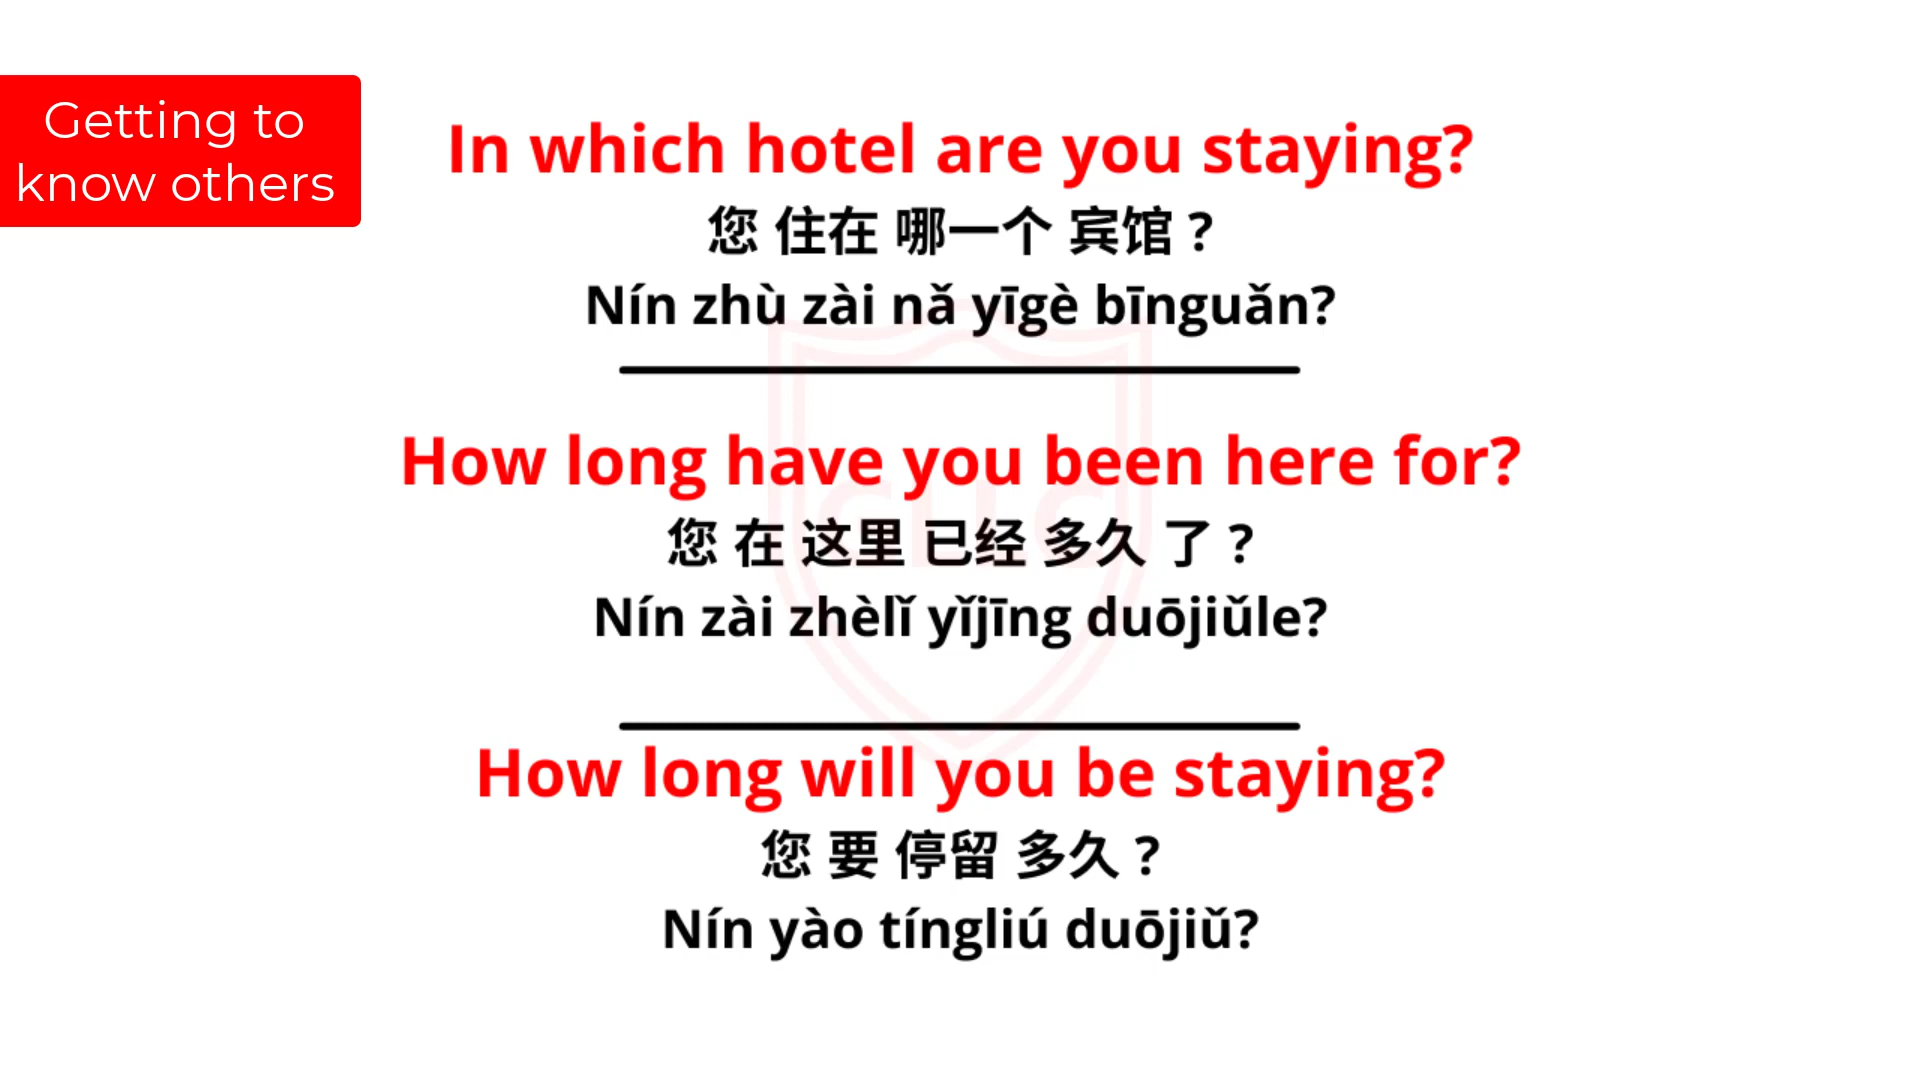 Getting to
know others
In which hotel are you staying?
您 住在 哪一个 宾馆 ?
Nín zhù zài nǎ yīgè bīnguǎn?
How long have you been here for?
您 在 这里 已经 多久 了 ?
Nín zài zhèlǐ yǐjīng duōjiǔle?
How long will you be staying?
您 要 停留 多久 ?
Nín yào tíngliú duōjiǔ?